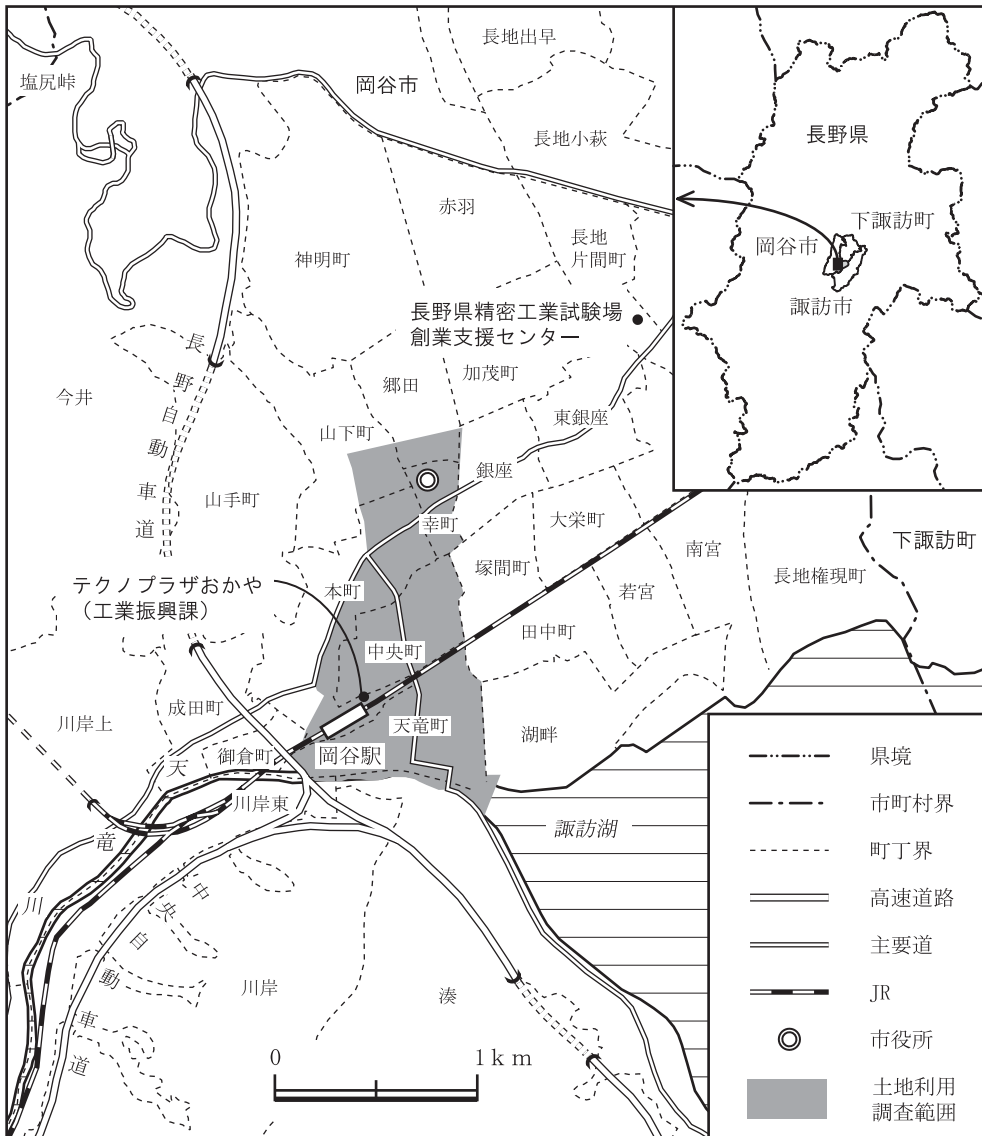 塩尻峠
岡谷市
長地出早
長地小萩
赤羽
神明町
長地
片間町
長野県精密工業試験場
創業支援センター
今井
長野自動車道
郷田
加茂町
山下町
東銀座
銀座
山手町
幸町
大栄町
南宮
下諏訪町
テクノプラザおかや
(工業振興課)
本町
塚間町
若宮
長地権現町
中央町
田中町
成田町
川岸上
天竜町
湖畔
御倉町
岡谷駅
天竜川
川岸東
諏訪湖
中央自動車道
川岸
湊
0
1km
長野県
下諏訪町
岡谷市
諏訪市
県境
市町村界
町丁界
高速道路
主要道
JR
市役所
土地利用
調査範囲